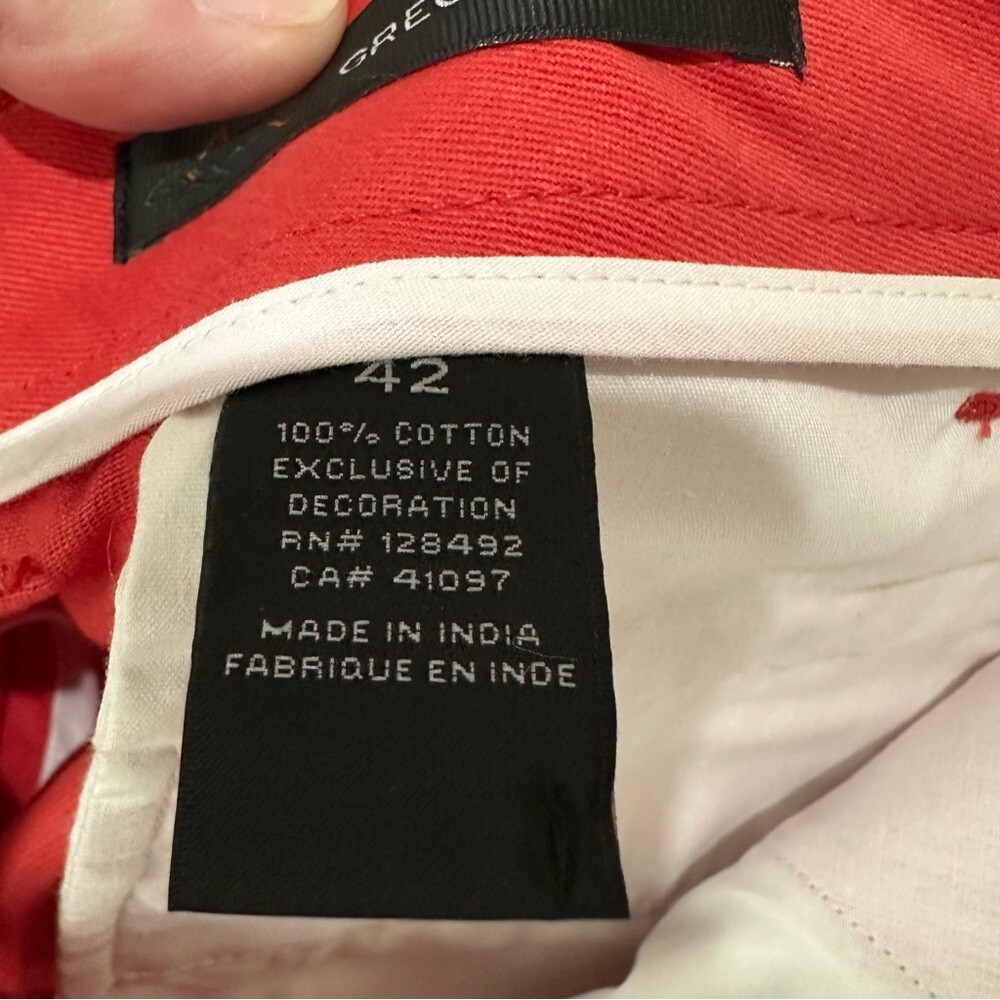 42
100% COTTON
EXCLUSIVE OF
DECORATION
RN# 128492
CA# 41097
MADE IN INDIA
FABRIQUE EN INDE